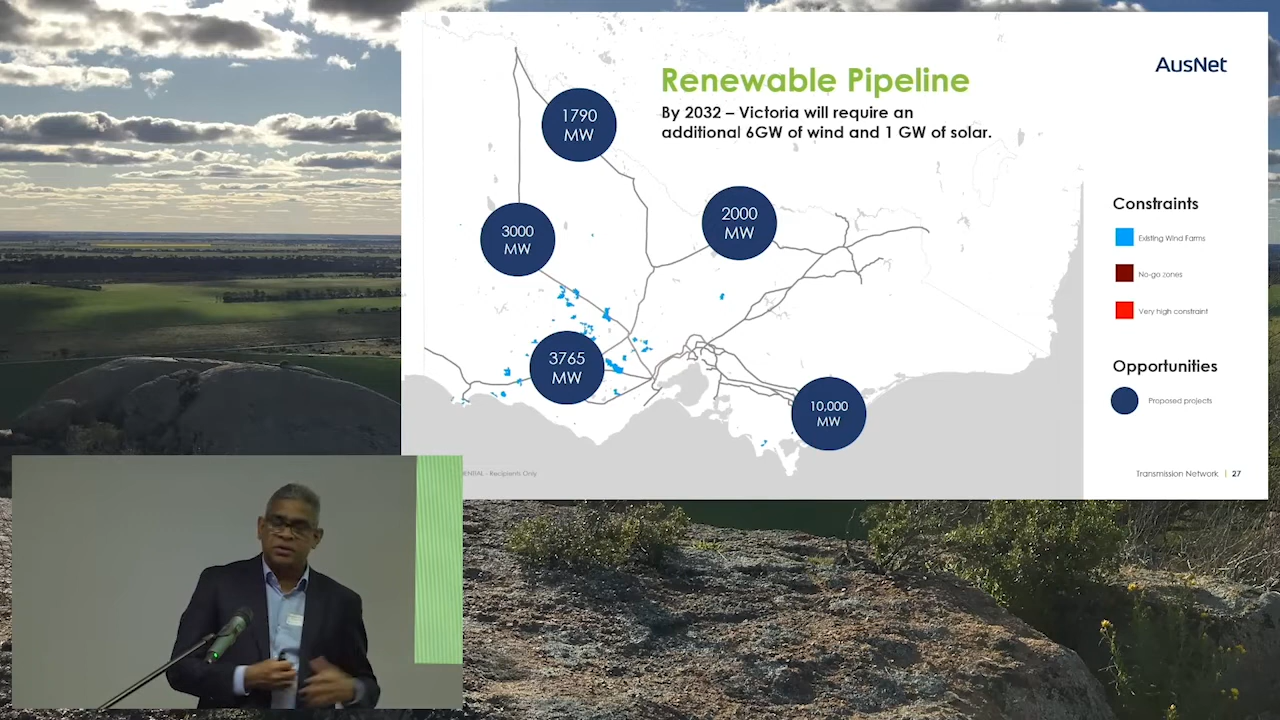 Renewable Pipeline
AusNet
By 2032 – Victoria will require an
additional 6GW of wind and 1 GW of solar.
1790
MW
2000
MW
3000
MW
3765
MW
10,000
MW
Constraints
Existing Wind Farms
No-go zones
Very high constraint
Opportunities
Proposed projects
- Recipients Only
Transmission Network | 27